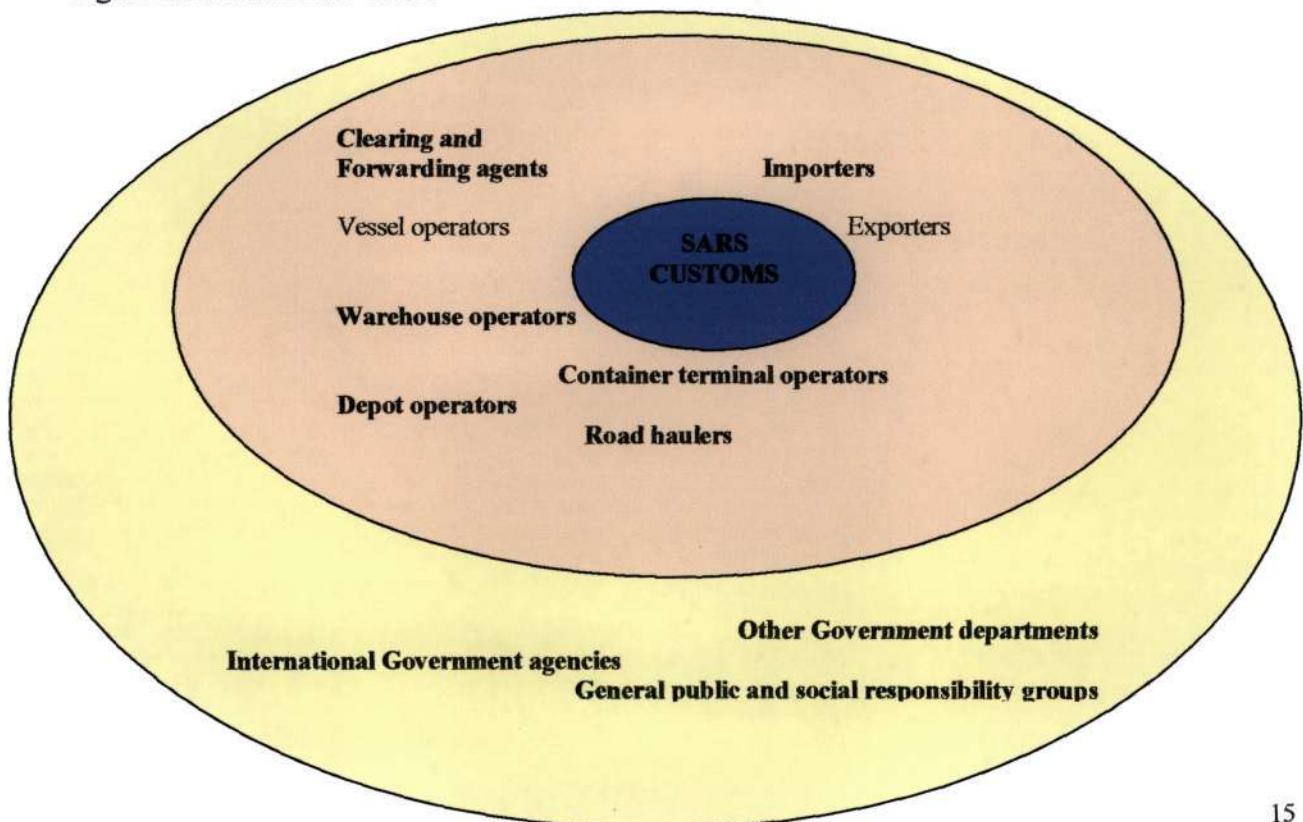 Clearing and
Forwarding agents
Importers
Vessel operators
Exporters
SARS
CUSTOMS
Warehouse operators
Container terminal operators
Depot operators
Road haulers
Other Government departments
International Government agencies
General public and social responsibility groups
15